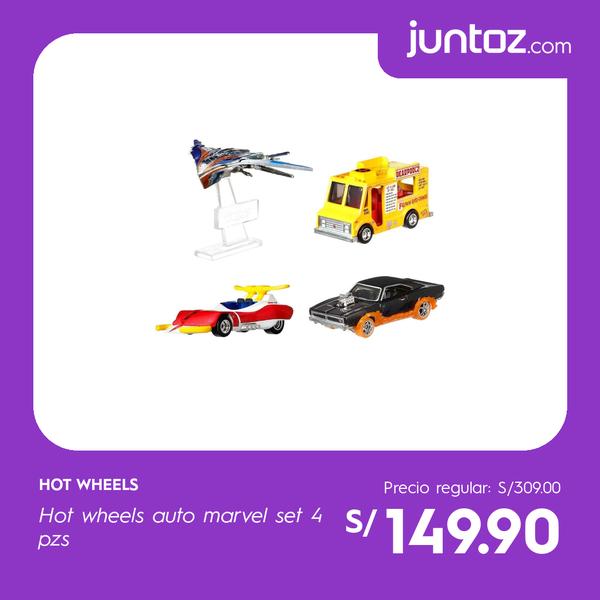 juntoz.com
HOT WHEELS
Hot wheels auto marvel set 4
pzs
Precio regular: S/309.00
S/149.90